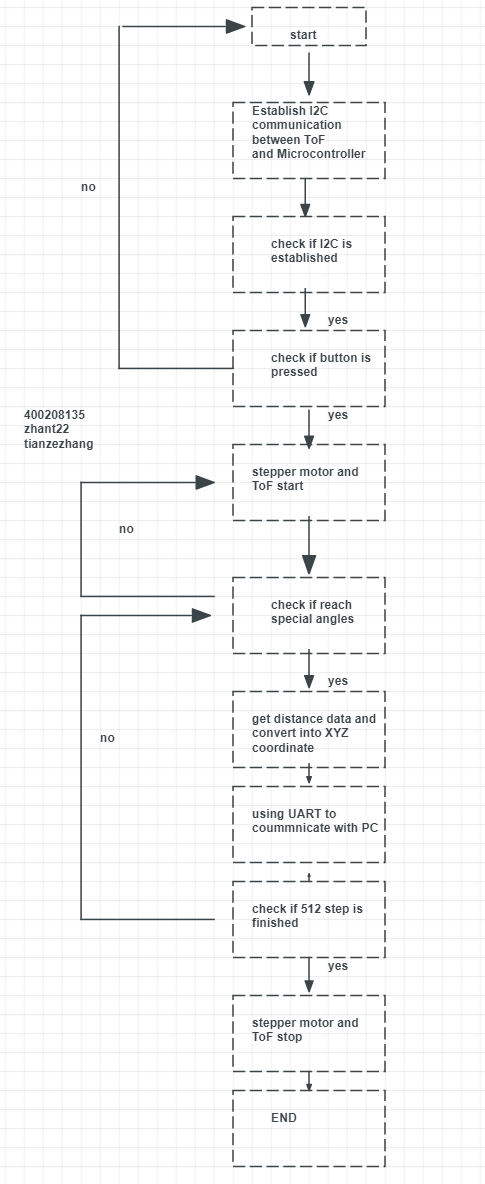 start
Establish I2C
communication
between ToF
and Microcontroller
no
check if I2C is
established
yes
check if button is
pressed
yes
400208135
zhant22
tianzezhang
stepper motor and
ToF start
no
check if reach
special angles
yes
get distance data and
convert into XYZ
coordinate
no
using UART to
coummnicate with PC
check if 512 step is
finished
yes
stepper motor and
ToF stop
END